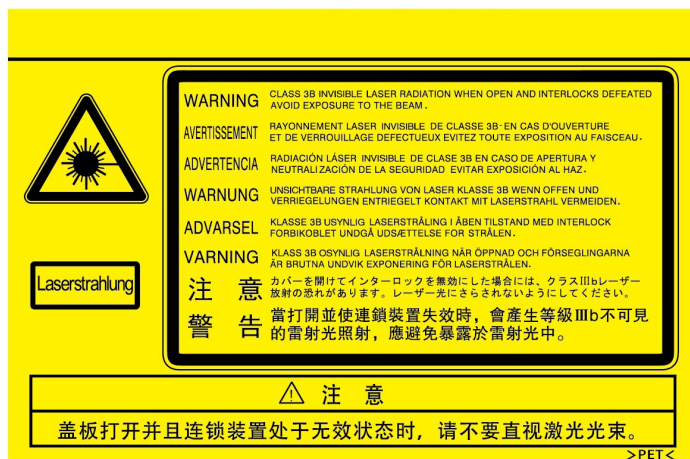 WARNING CLASS 3B INVISIBLE LASER RADIATION WHEN OPEN AND INTERLOCKS DEFEATED
AVOID EXPOSURE TO THE BEAM.
AVERTISSEMENT RAYONNEMENT LASER INVISIBLE DE CLASSE 3B-EN CAS D'OUVERTURE
ET DE VERROUILLAGE DEFECTUEUX EVITEZ TOUTE EXPOSITION AU FAISCEAU.
ADVERTENCIA RADIACIÓN LÁSER INVISIBLE DE CLASE 3B EN CASO DE APERTURA Y
NEUTRALIZACIÓN DE LA SEGURIDAD EVITAR EXPOSICIÓN AL HAZ.
WARNUNG UNSICHTBARE STRAHLUNG VON LASER KLASSE 3B WENN OFFEN UND
VERRIEGELUNGEN ENTRIEGELT KONTAKT MIT LASERSTRAHL VERMEIDEN.
ADVARSEL KLASSE 3B USYNLIG LASERSTRÅLING I ÅBEN TILSTAND MED INTERLOCK
FORBIKOBLET UNDGÅ UDSÆTTELSE FOR STRÅLEN.
VARNING KLASS 3B OSYNLIG LASERSTRÅLNING NÄR ÖPPNAD OCH FÖRSEGLINGARNA
ÄR BRUTNA UNDVIK EXPONERING FÖR LASERSTRÅLEN.
注意 カバーを開けてインターロックを無効にした場合には、クラスⅢbレーザー
放射の恐れがあります。レーザー光にさらされないようにしてください。
警告 當打開並使連鎖裝置失效時，會產生等級Ⅲb不可見
的雷射光照射，應避免暴露於雷射光中。
Laserstrahlung
⚠ 注意
盖板打开并且连锁装置处于无效状态时，请不要直视激光光束。
>PET<